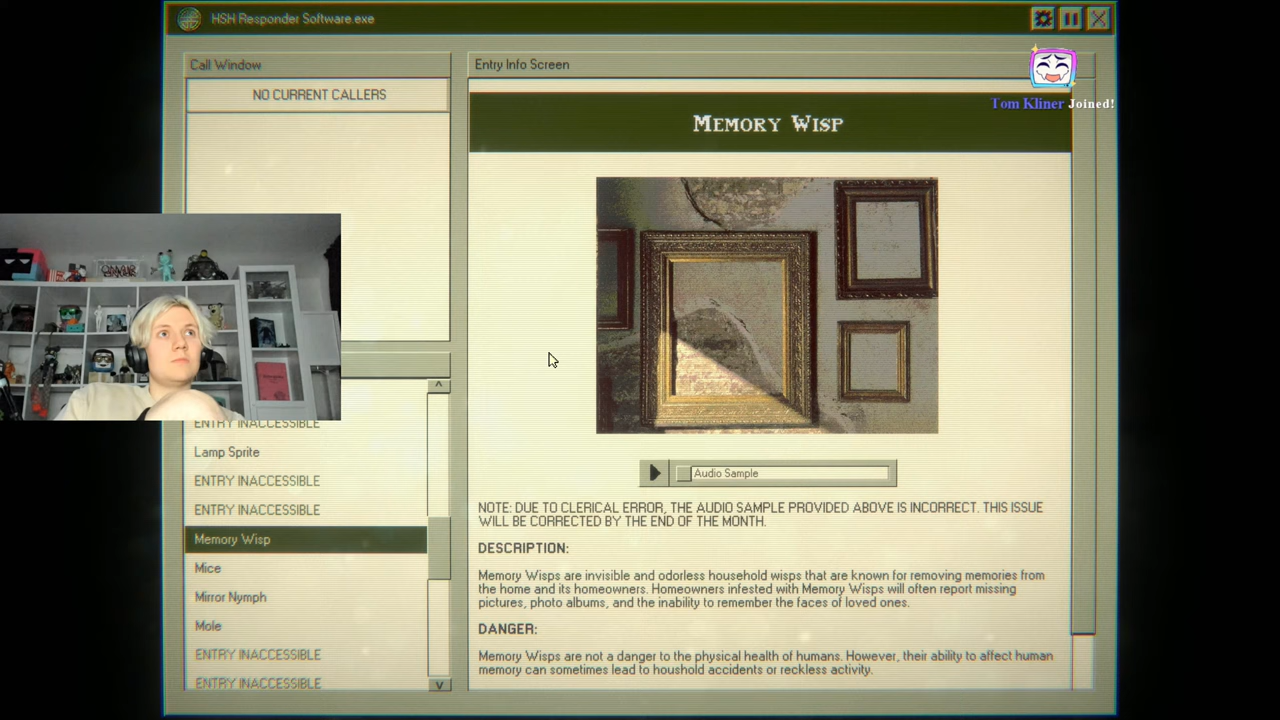 HSH Responder Software.exe
Call Window
NO CURRENT CALLERS
ENTRY INACCESSIBLE
Lamp Sprite
ENTRY INACCESSIBLE
ENTRY INACCESSIBLE
Memory Wisp
Mice
Mirror Nymph
Mole
ENTRY INACCESSIBLE
ENTRY INACCESSIBLE
Entry Info Screen
Tom Kliner Joined!
MEMORY WISP
Audio Sample
NOTE: DUE TO CLERICAL ERROR, THE AUDIO SAMPLE PROVIDED ABOVE IS INCORRECT. THIS ISSUE
WILL BE CORRECTED BY THE END OF THE MONTH.
DESCRIPTION:
Memory Wisps are invisible and odorless household wisps that are known for removing memories from
the home and its homeowners. Homeowners infested with Memory Wisps will often report missing
pictures, photo albums, and the inability to remember the faces of loved ones.
DANGER:
Memory Wisps are not a danger to the physical health of humans. However, their ability to affect human
memory can sometimes lead to houshold accidents or reckless activity.